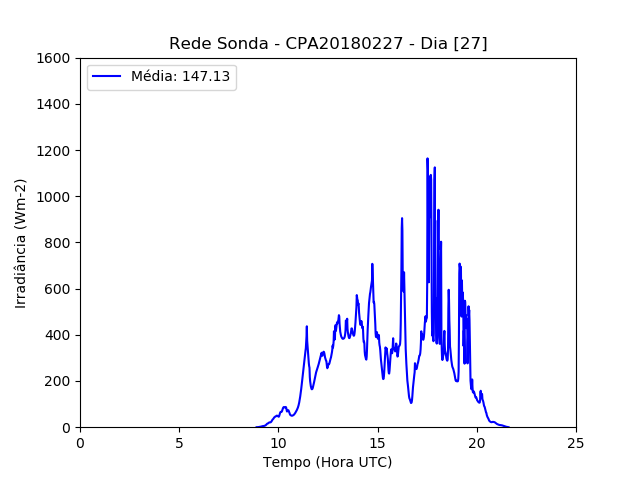 Rede Sonda - CPA20180227 - Dia [27]
Média: 147.13
1600
1400
1200
1000
800
600
400
200
0
Irradiância (Wm-2)
0 5 10 15 20 25
Tempo (Hora UTC)